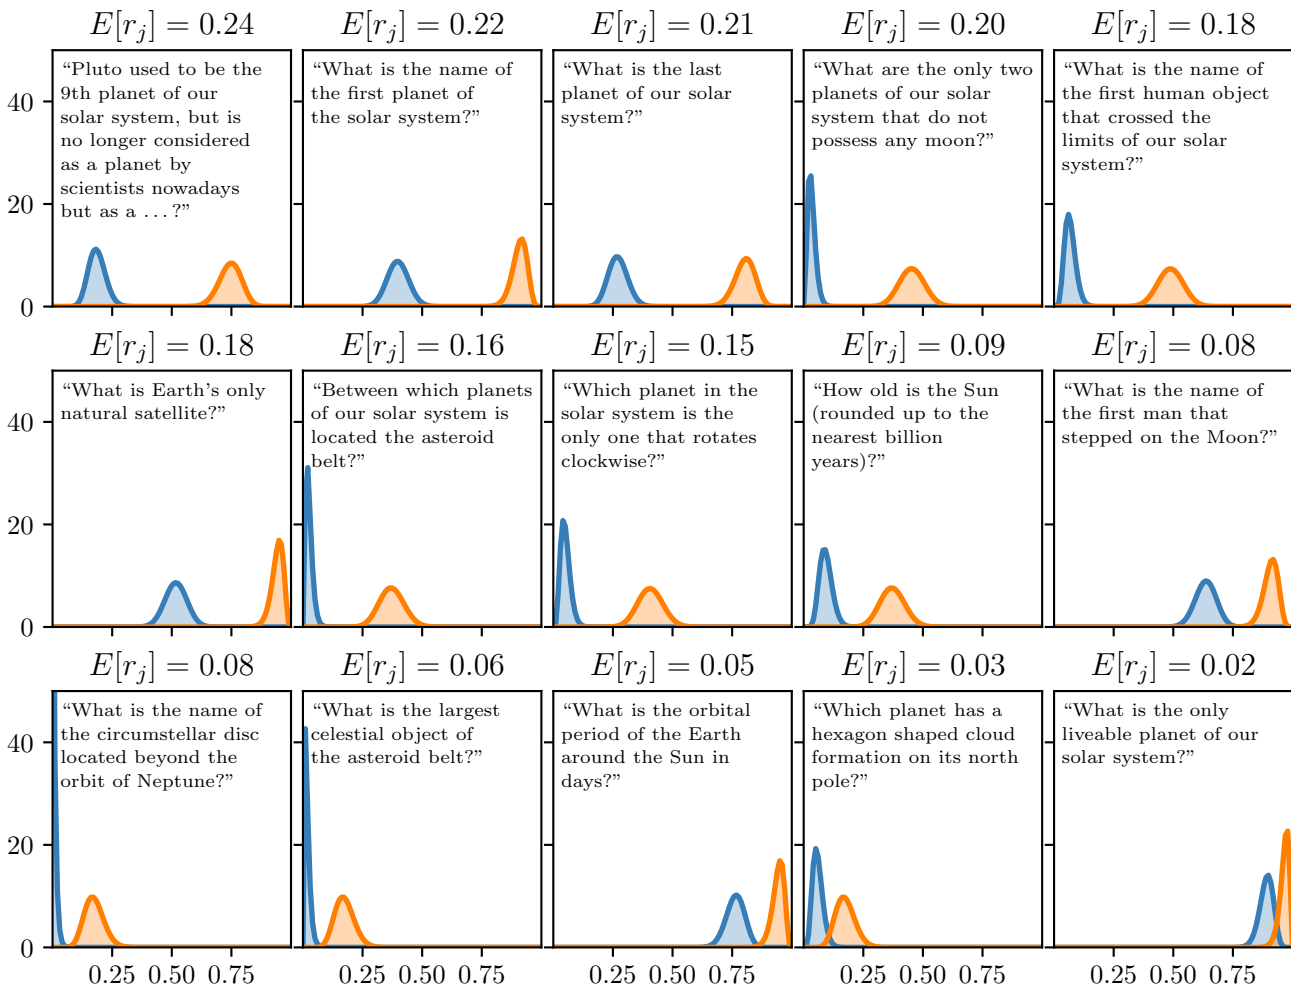 E[r_j] = 0.24
E[r_j] = 0.22
E[r_j] = 0.21
E[r_j] = 0.20
E[r_j] = 0.18
“Pluto used to be the
9th planet of our
solar system, but is
no longer considered
as a planet by
scientists nowadays
but as a . . . ?”
“What is the name of
the first planet of
the solar system?”
“What is the last
planet of our solar
system?”
“What are the only two
planets of our solar
system that do not
possess any moon?”
“What is the name of
the first human object
that crossed the
limits of our solar
system?”
40
20
0
E[r_j] = 0.18
E[r_j] = 0.16
E[r_j] = 0.15
E[r_j] = 0.09
E[r_j] = 0.08
“What is Earth’s only
natural satellite?”
“Between which planets
of our solar system is
located the asteroid
belt?”
“Which planet in the
solar system is the
only one that rotates
clockwise?”
“How old is the Sun
(rounded up to the
nearest billion
years)?”
“What is the name of
the first man that
stepped on the Moon?”
40
20
0
E[r_j] = 0.08
E[r_j] = 0.06
E[r_j] = 0.05
E[r_j] = 0.03
E[r_j] = 0.02
“What is the name of
the circumstellar disc
located beyond the
orbit of Neptune?”
“What is the largest
celestial object of
the asteroid belt?”
“What is the orbital
period of the Earth
around the Sun in
days?”
“Which planet has a
hexagon shaped cloud
formation on its north
pole?”
“What is the only
liveable planet of our
solar system?”
40
20
0
0.25 0.50 0.75
0.25 0.50 0.75
0.25 0.50 0.75
0.25 0.50 0.75
0.25 0.50 0.75